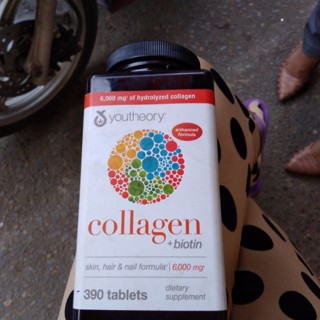 6,000 mg† of hydrolyzed collagen
youtheory
enhanced
formula
collagen
+ biotin
skin, hair & nail formula* 6,000 mg†
390 tablets
dietary
supplement